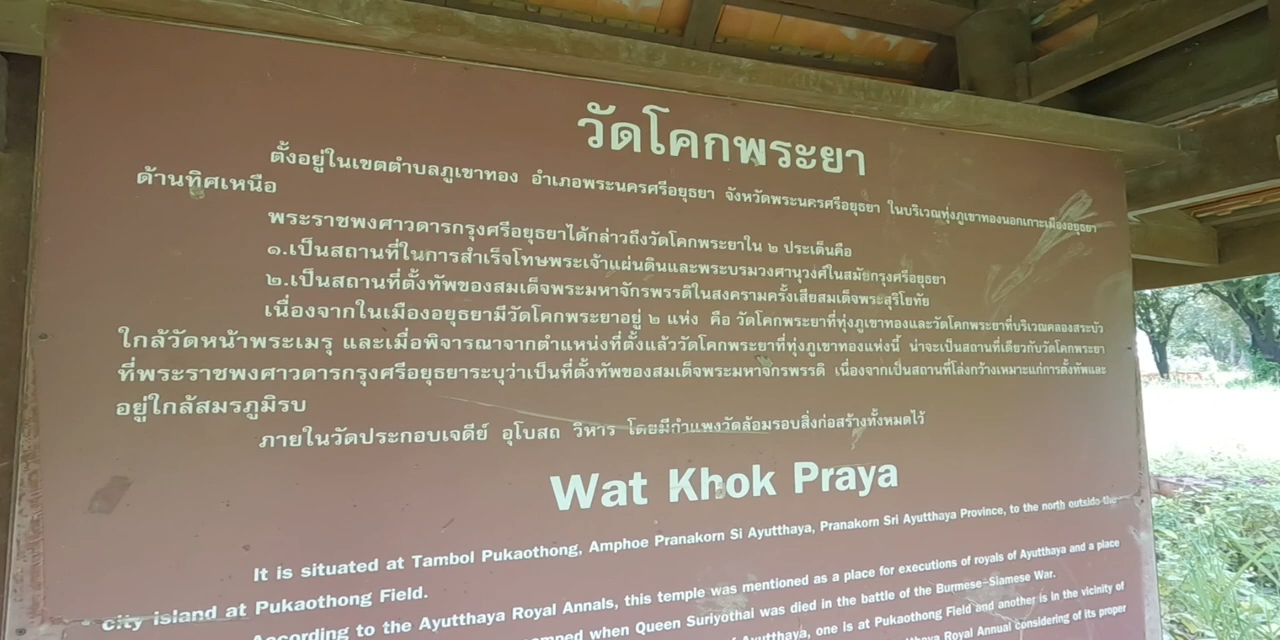 วัดโคกพระยา
ตั้งอยู่ในเขตตำบลภูเขาทอง อำเภอพระนครศรีอยุธยา จังหวัดพระนครศรีอยุธยา ในบริเวณทุ่งภูเขาทองนอกเกาะเมืองอยุธยา
ด้านทิศเหนือ
พระราชพงศาวดารกรุงศรีอยุธยาได้กล่าวถึงวัดโคกพระยาใน ๒ ประเด็นคือ
๑.เป็นสถานที่ในการสำเร็จโทษพระเจ้าแผ่นดินและพระบรมวงศานุวงศ์ในสมัยกรุงศรีอยุธยา
๒.เป็นสถานที่ตั้งทัพของสมเด็จพระมหาจักรพรรดิในสงครามครั้งเสียสมเด็จพระสุริโยทัย
เนื่องจากในเมืองอยุธยามีวัดโคกพระยาอยู่ ๒ แห่ง คือ วัดโคกพระยาที่ทุ่งภูเขาทองและวัดโคกพระยาที่บริเวณคลองสระบัว
ใกล้วัดหน้าพระเมรุ และเมื่อพิจารณาจากตำแหน่งที่ตั้งแล้ววัดโคกพระยาที่ทุ่งภูเขาทองแห่งนี้ น่าจะเป็นสถานที่เดียวกับวัดโคกพระยา
ที่พระราชพงศาวดารกรุงศรีอยุธยาระบุว่าเป็นที่ตั้งทัพของสมเด็จพระมหาจักรพรรดิ เนื่องจากเป็นสถานที่โล่งกว้างเหมาะแก่การตั้งทัพและ
อยู่ใกล้สมรภูมิรบ
ภายในวัดประกอบเจดีย์ อุโบสถ วิหาร โดยมีกำแพงวัดล้อมรอบสิ่งก่อสร้างทั้งหมดไว้
Wat Khok Praya
It is situated at Tambol Pukaothong, Amphoe Pranakorn Si Ayutthaya, Pranakorn Sri Ayutthaya Province, to the north outside the
city island at Pukaothong Field.
According to the Ayutthaya Royal Annals, this temple was mentioned as a place for executions of royals of Ayutthaya and a place
when Queen Suriyothai was died in the battle of the Burmese-Siamese War.
Ayutthaya, one is at Pukaothong Field and another is in the vicinity of
Royal Annual considering of its proper